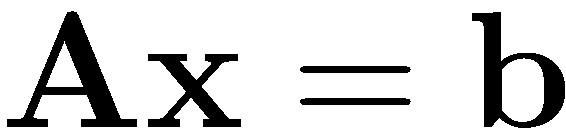 Ax = b